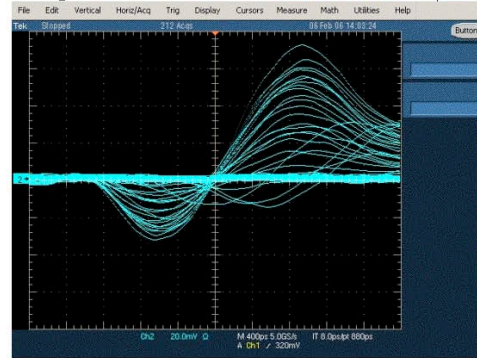 File Edit Vertical Horiz/Acq Trig Display Cursors Measure Math Utilities Help
Tek Stopped 212 Acqs 06 Feb 06 14:03:24
Button
2
Ch2 20.0mV Ω M 400ps 5.0GS/s IT 8.0ps/pt 880ps
A Ch1 / 320mV